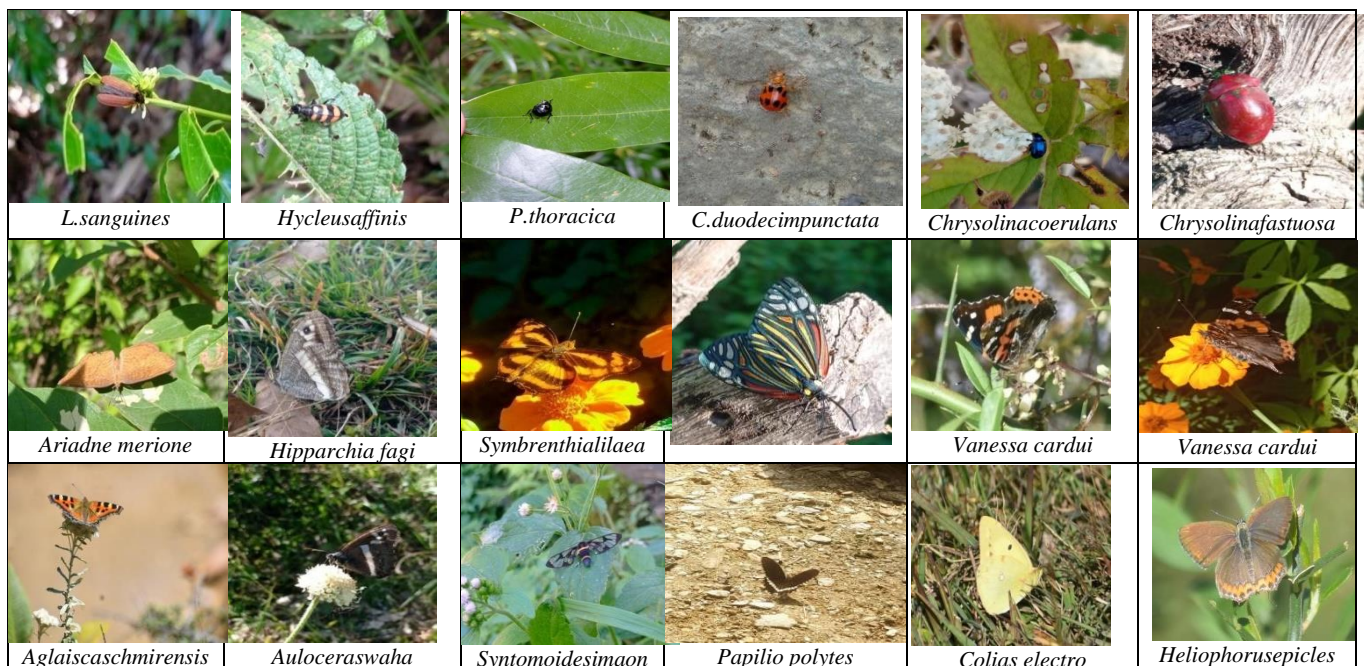 L.sanguines
Hycleusaffinis
P.thoracica
C.duodecimpunctata
Chrysolinacoerulans
Chrysolinafastuosa
Ariadne merione
Hipparchia fagi
Symbrenthialilaea
Vanessa cardui
Vanessa cardui
Aglaiscaschmirensis
Auloceraswaha
Syntomoidesimaon
Papilio polytes
Colias electro
Heliophorusepicles